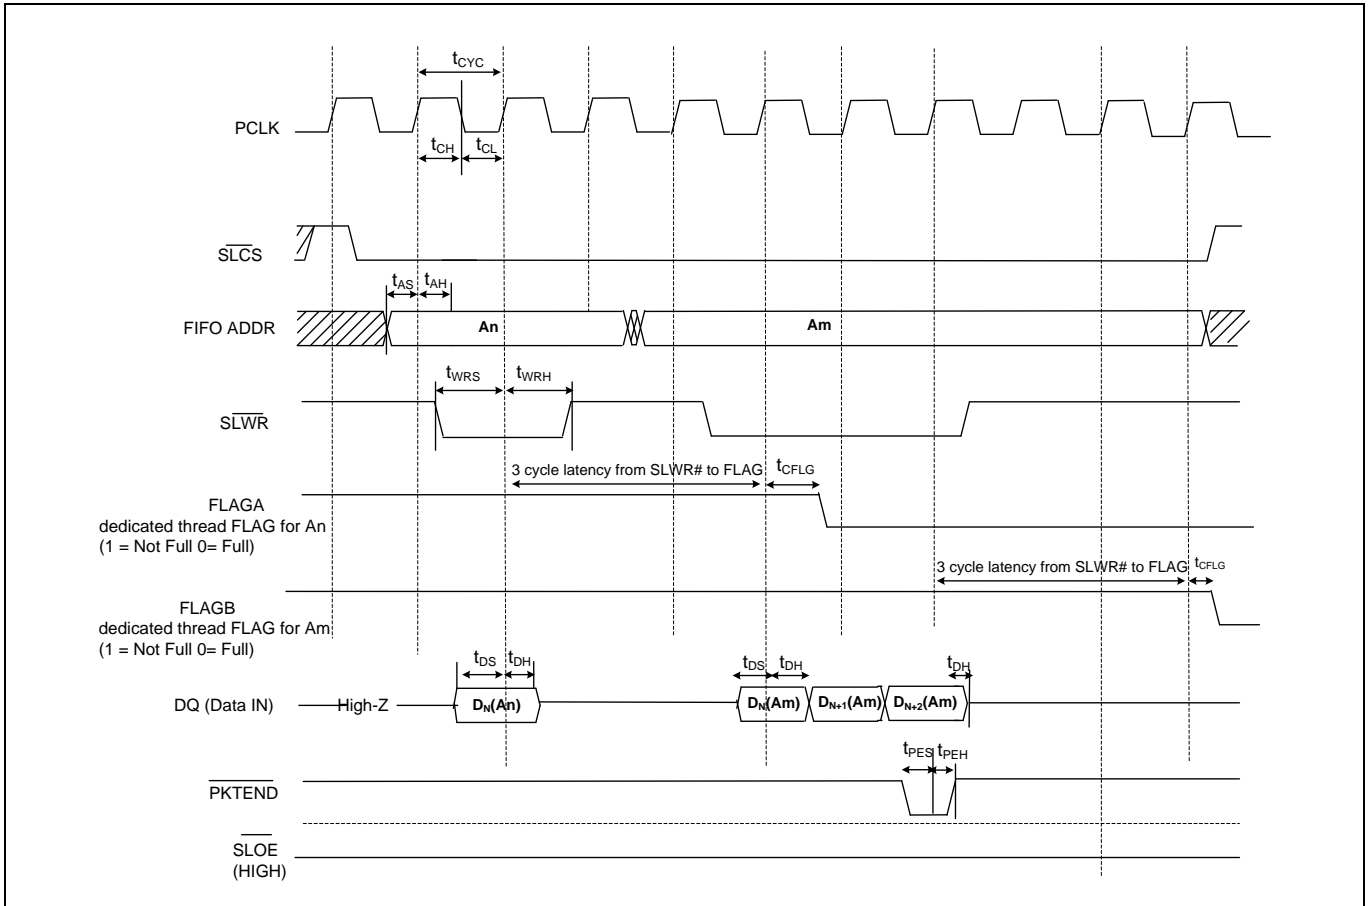 tCYC
PCLK
tCH
tCL
SLCS
tAS
tAH
FIFO ADDR
An
Am
tWRS
tWRH
SLWR
3 cycle latency from SLWR# to FLAG
tCFLG
FLAGA
dedicated thread FLAG for An
(1 = Not Full 0= Full)
3 cycle latency from SLWR# to FLAG
tCFLG
FLAGB
dedicated thread FLAG for Am
(1 = Not Full 0= Full)
tDS
tDH
tDS
tDH
tDH
DQ (Data IN)
High-Z
DN(An)
DN(Am)
DN+1(Am)
DN+2(Am)
tPES
tPEH
PKTEND
SLOE
(HIGH)